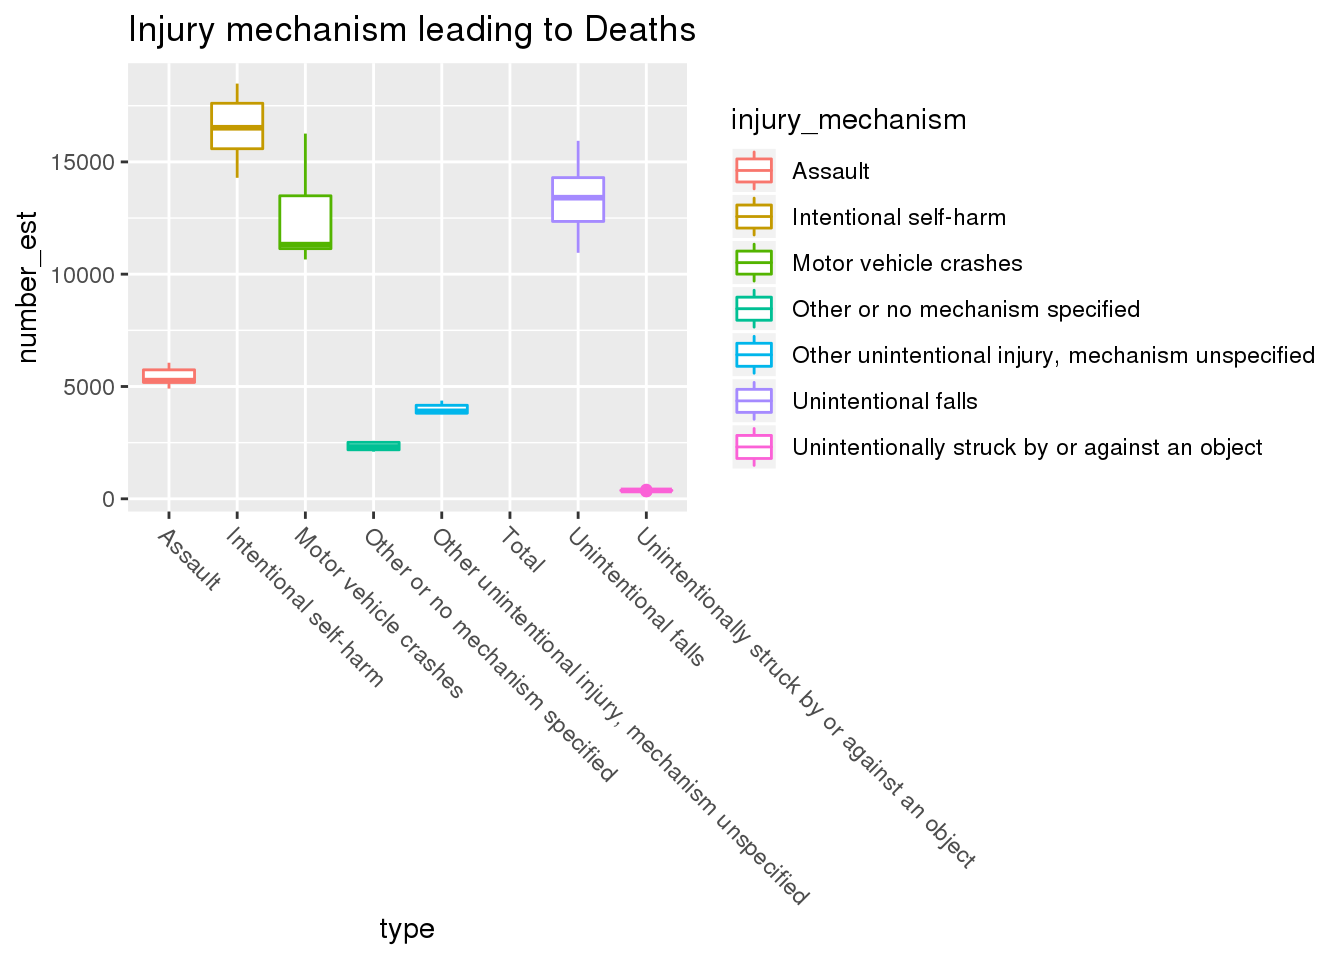 Injury mechanism leading to Deaths
number_est
15000
10000
5000
0
Assault
Intentional self-harm
Motor vehicle crashes
Other or no mechanism specified
Other unintentional injury, mechanism unspecified
Total
Unintentional falls
Unintentionally struck by or against an object
type
injury_mechanism
Assault
Intentional self-harm
Motor vehicle crashes
Other or no mechanism specified
Other unintentional injury, mechanism unspecified
Unintentional falls
Unintentionally struck by or against an object